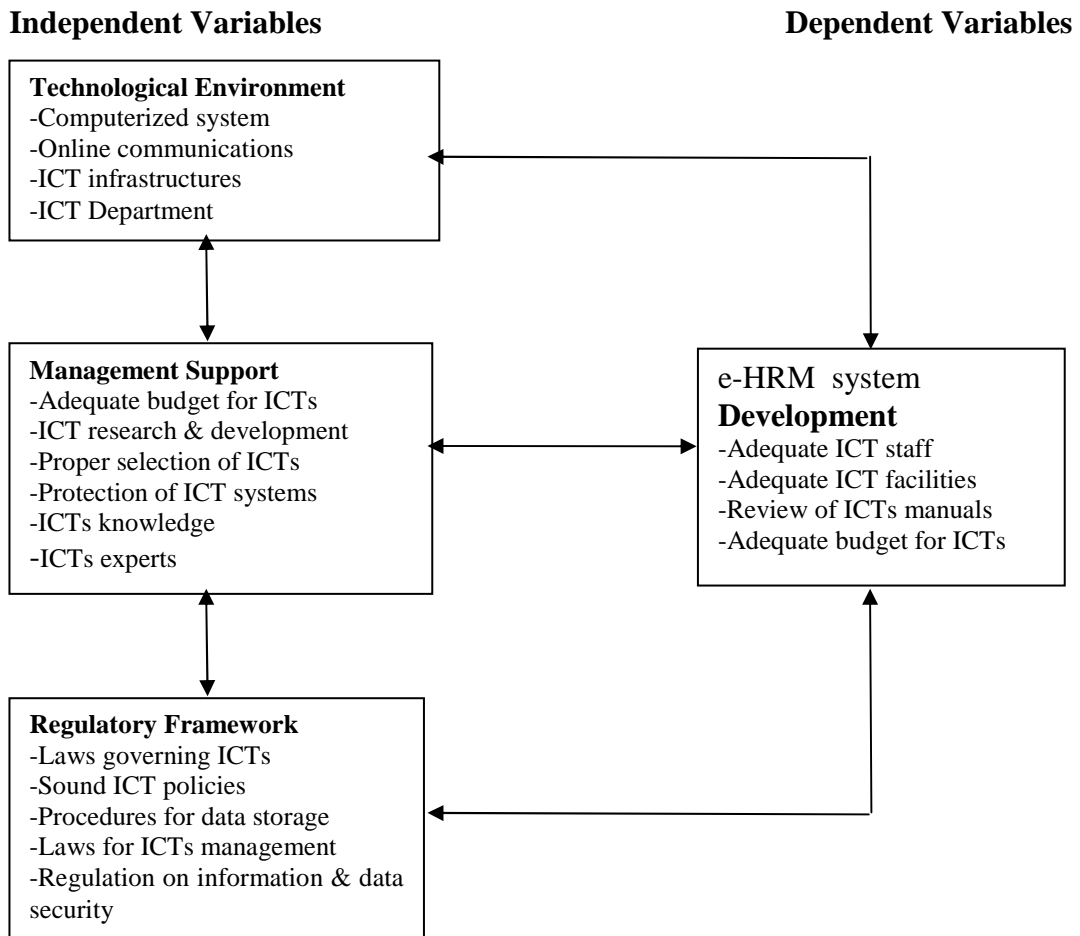 Independent Variables
Dependent Variables
Technological Environment
-Computerized system
-Online communications
-ICT infrastructures
-ICT Department
Management Support
-Adequate budget for ICTs
-ICT research & development
-Proper selection of ICTs
-Protection of ICT systems
-ICTs knowledge
-ICTs experts
e-HRM system
Development
-Adequate ICT staff
-Adequate ICT facilities
-Review of ICTs manuals
-Adequate budget for ICTs
Regulatory Framework
-Laws governing ICTs
-Sound ICT policies
-Procedures for data storage
-Laws for ICTs management
-Regulation on information & data
security